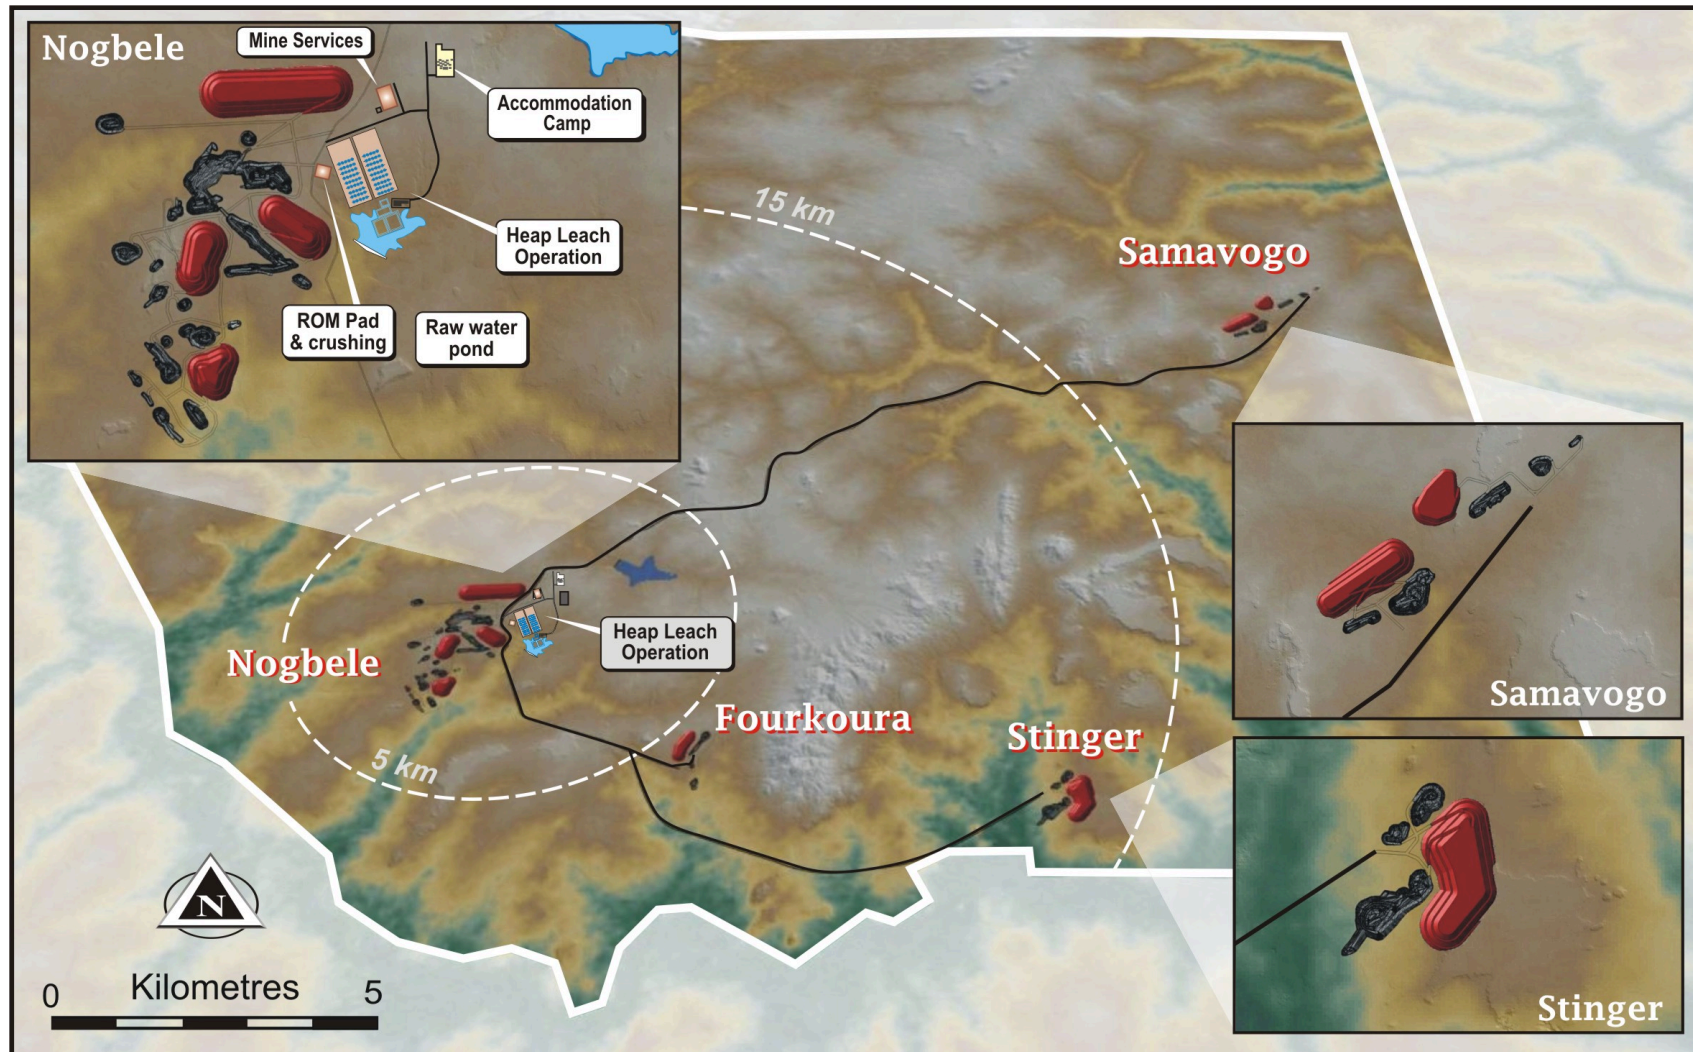 Nogbele
Mine Services
Accommodation
Camp
Heap Leach
Operation
ROM Pad
& crushing
Raw water
pond
15 km
Samavogo
Samavogo
Nogbele
Heap Leach
Operation
5 km
Fourkoura
Stinger
Stinger
N
Kilometres
0
5